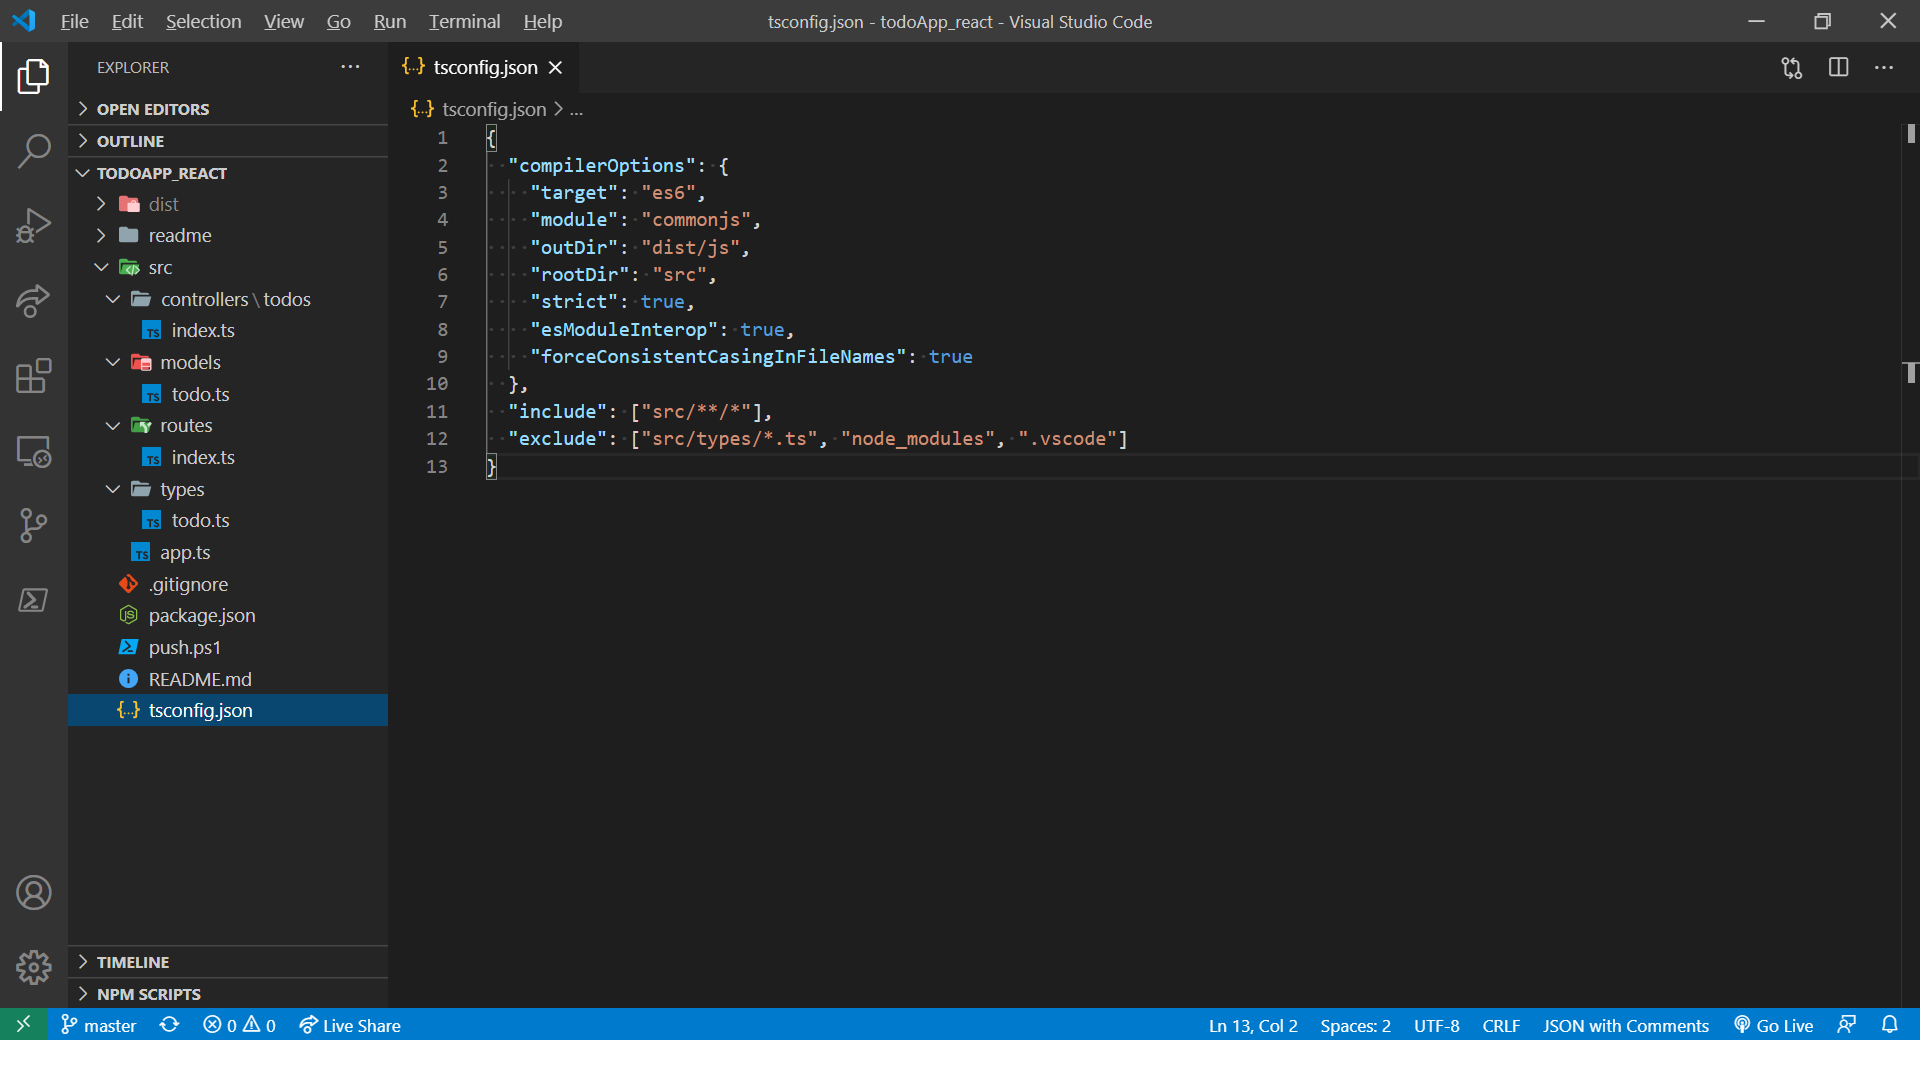 File Edit Selection View Go Run Terminal Help
tsconfig.json - todoApp_react - Visual Studio Code
EXPLORER
OPEN EDITORS
OUTLINE
TODOAPP_REACT
dist
readme
src
controllers\todos
TS index.ts
models
TS todo.ts
routes
TS index.ts
types
TS todo.ts
TS app.ts
.gitignore
package.json
push.ps1
README.md
{..} tsconfig.json
TIMELINE
NPM SCRIPTS
{..} tsconfig.json
{..} tsconfig.json > ...
1 {
2 "compilerOptions": {
3 "target": "es6",
4 "module": "commonjs",
5 "outDir": "dist/js",
6 "rootDir": "src",
7 "strict": true,
8 "esModuleInterop": true,
9 "forceConsistentCasingInFileNames": true
10 },
11 "include": ["src/**/*"],
12 "exclude": ["src/types/*.ts", "node_modules", ".vscode"]
13 }
master 0 0 Live Share
Ln 13, Col 2 Spaces: 2 UTF-8 CRLF JSON with Comments Go Live